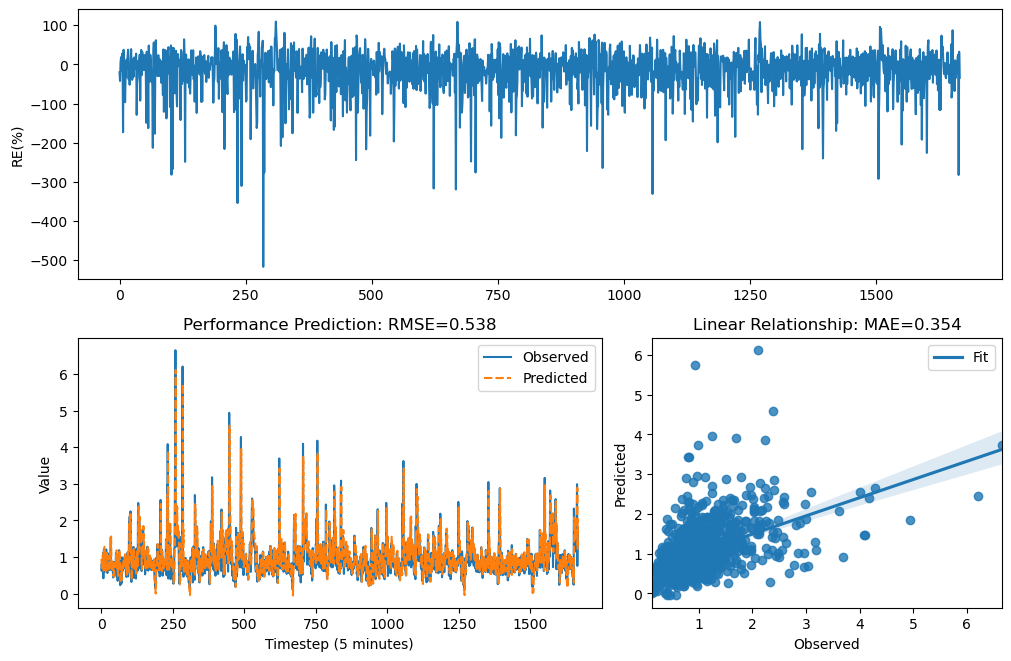 100
0
−100
−200
−300
−400
−500
RE(%)
0 250 500 750 1000 1250 1500
Performance Prediction: RMSE=0.538
Observed
Predicted
6
5
4
3
2
1
0
Value
0 250 500 750 1000 1250 1500
Timestep (5 minutes)
Linear Relationship: MAE=0.354
Fit
6
5
4
3
2
1
0
Predicted
1 2 3 4 5 6
Observed